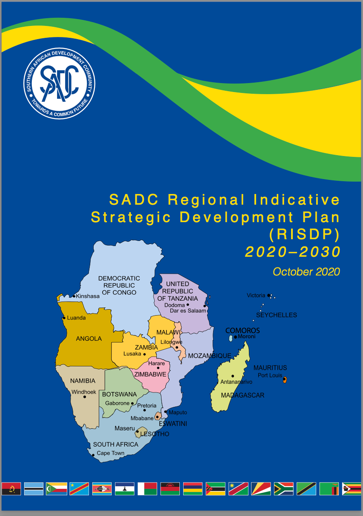 SOUTHERN AFRICAN DEVELOPMENT COMMUNITY
SADC
TOWARDS A COMMON FUTURE
SADC Regional Indicative
Strategic Development Plan
(RISDP)
2020–2030
October 2020
DEMOCRATIC
REPUBLIC
OF CONGO
Kinshasa
UNITED
REPUBLIC
OF TANZANIA
Dodoma
Dar es Salaam
Victoria
SEYCHELLES
Luanda
ANGOLA
MALAWI
Lilongwe
ZAMBIA
Lusaka
COMOROS
Moroni
MOZAMBIQUE
Harare
ZIMBABWE
MAURITIUS
Port Louis
Antananarivo
MADAGASCAR
NAMIBIA
Windhoek
BOTSWANA
Gaborone
Pretoria
Maputo
Mbabane
ESWATINI
Maseru
LESOTHO
SOUTH AFRICA
Cape Town